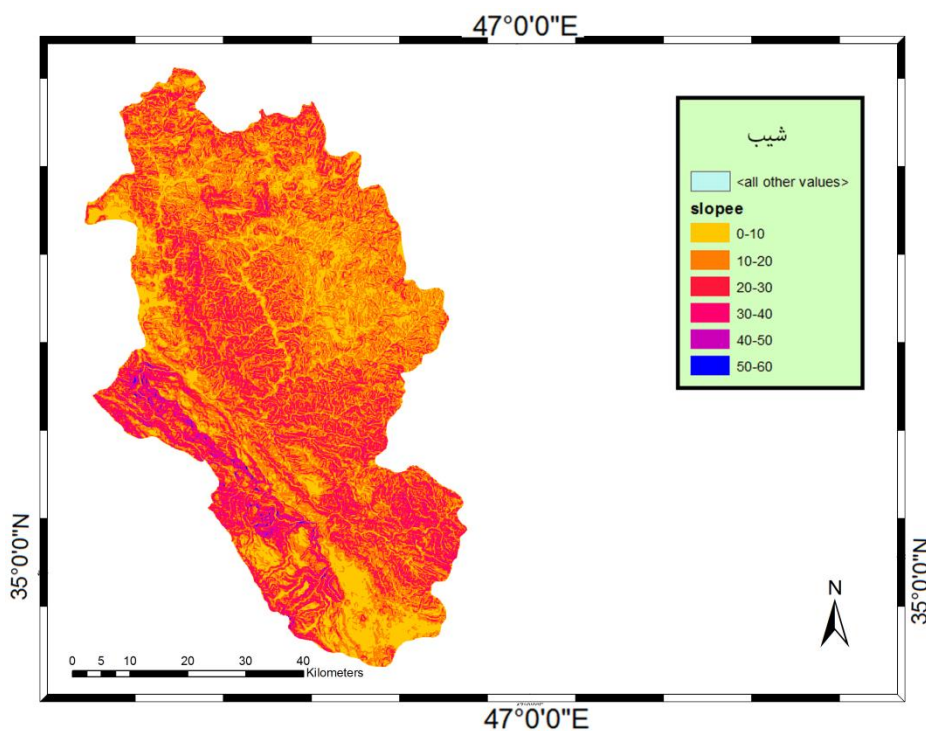 47°0'0"E
شیب
<all other values>
slopee
0-10
10-20
20-30
30-40
40-50
50-60
35°0'0"N
35°0'0"N
N
0 5 10 20 30 40
Kilometers
47°0'0"E